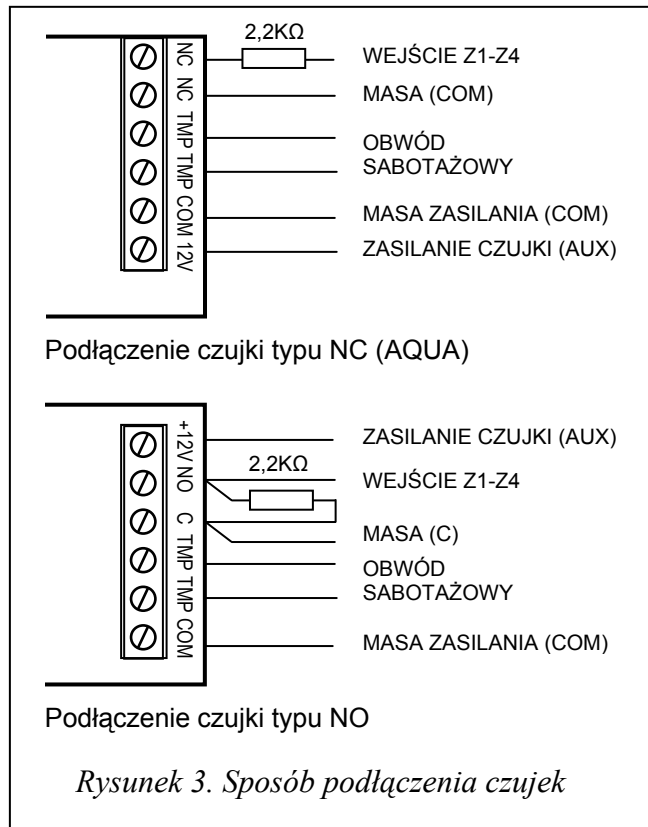 2,2KΩ
NC WEJŚCIE Z1-Z4
NC MASA (COM)
TMP OBWÓD
TMP SABOTAŻOWY
COM MASA ZASILANIA (COM)
12V ZASILANIE CZUJKI (AUX)
Podłączenie czujki typu NC (AQUA)
+12V ZASILANIE CZUJKI (AUX)
2,2KΩ
NO WEJŚCIE Z1-Z4
C MASA (C)
TMP OBWÓD
TMP SABOTAŻOWY
COM MASA ZASILANIA (COM)
Podłączenie czujki typu NO
Rysunek 3. Sposób podłączenia czujek